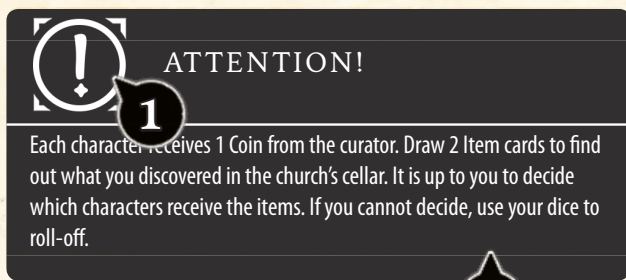 ATTENTION!
1
Each character receives 1 Coin from the curator. Draw 2 Item cards to find
out what you discovered in the church's cellar. It is up to you to decide
which characters receive the items. If you cannot decide, use your dice to
roll-off.